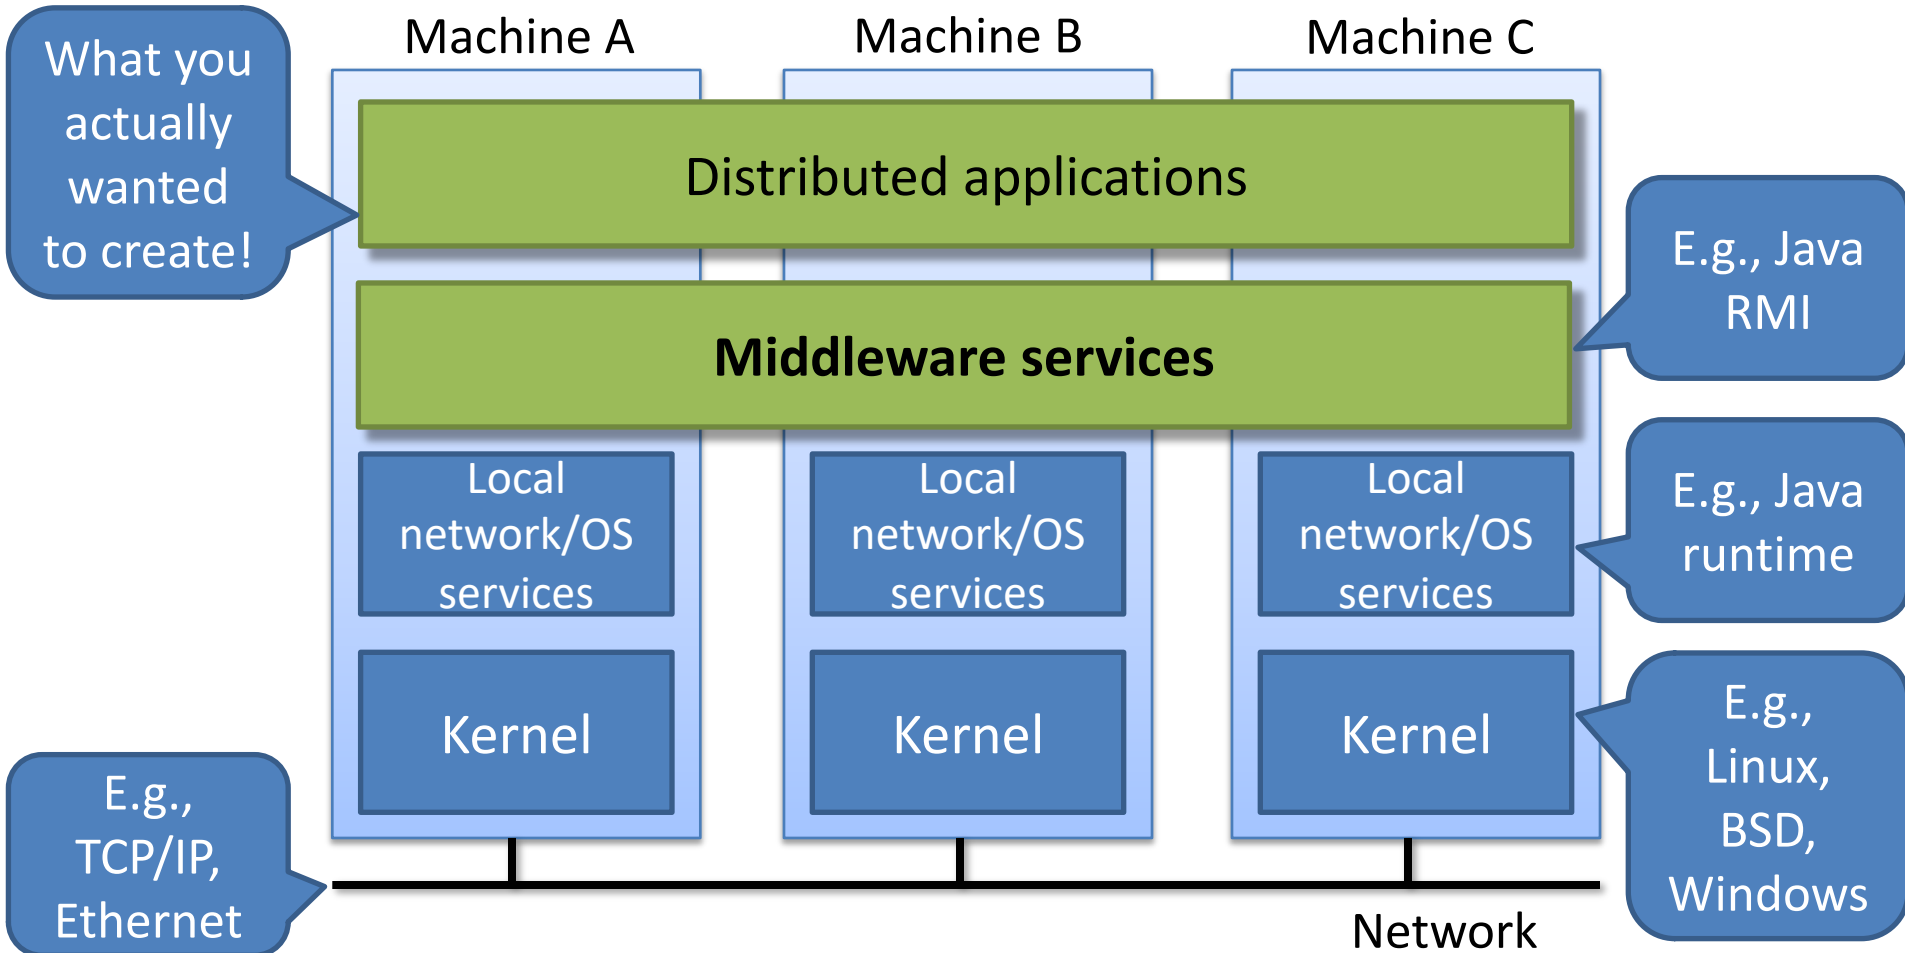 Machine A
Machine B
Machine C
What you
actually
wanted
to create!
Distributed applications
E.g., Java
RMI
Middleware services
Local
network/OS
services
Local
network/OS
services
Local
network/OS
services
E.g., Java
runtime
Kernel
Kernel
Kernel
E.g.,
Linux,
BSD,
Windows
E.g.,
TCP/IP,
Ethernet
Network